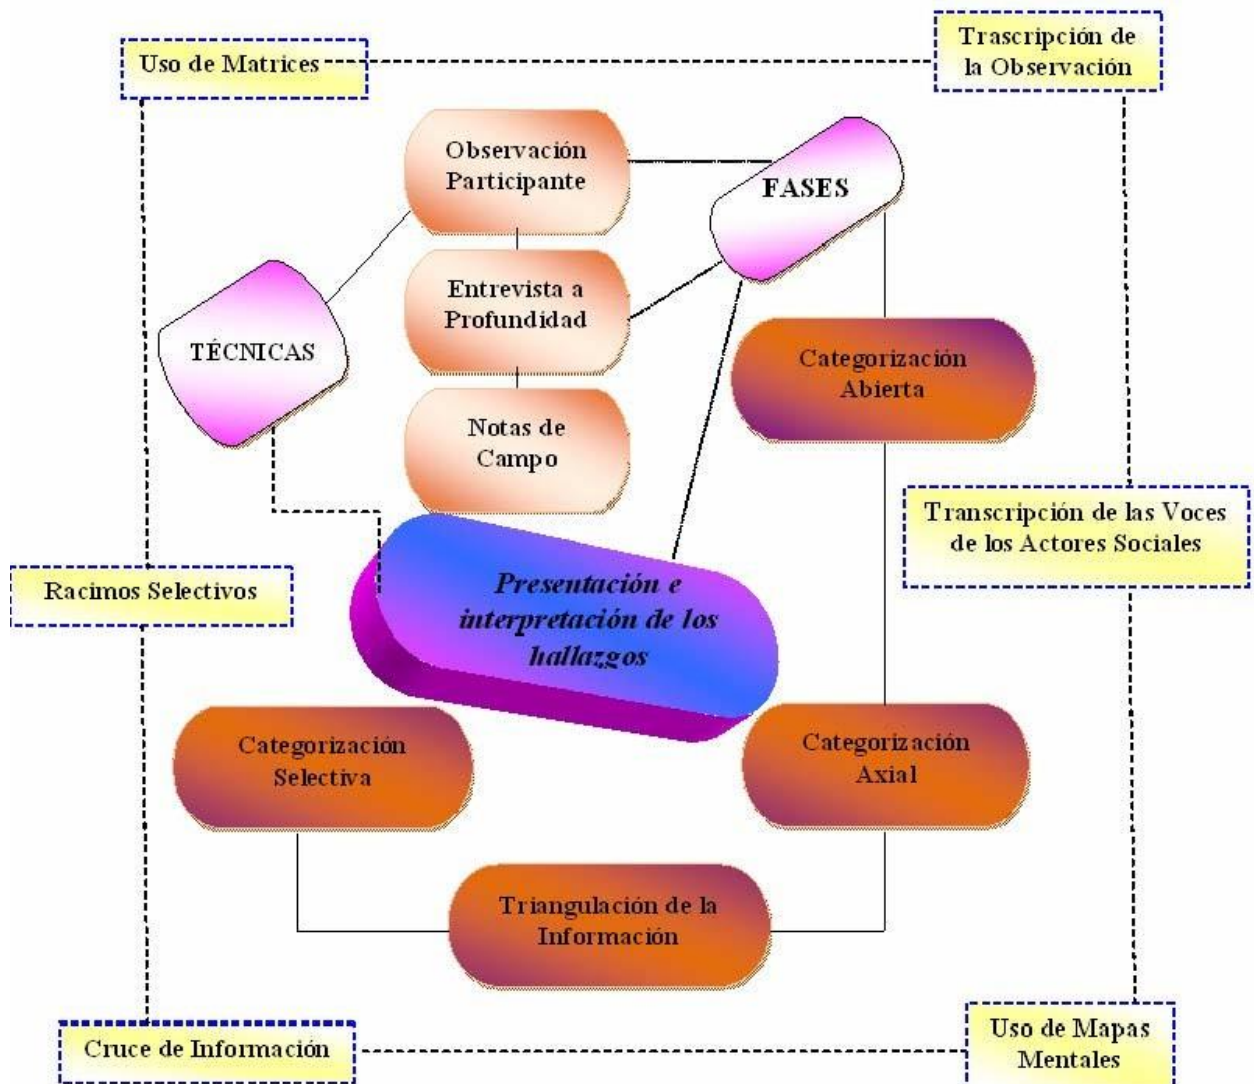 Uso de Matrices
Trascripción de
la Observación
Observación
Participante
FASES
Entrevista a
Profundidad
TÉCNICAS
Categorización
Abierta
Notas de
Campo
Transcripción de las Voces
de los Actores Sociales
Racimos Selectivos
Presentación e
interpretación de los
hallazgos
Categorización
Selectiva
Categorización
Axial
Triangulación de la
Información
Cruce de Información
Uso de Mapas
Mentales